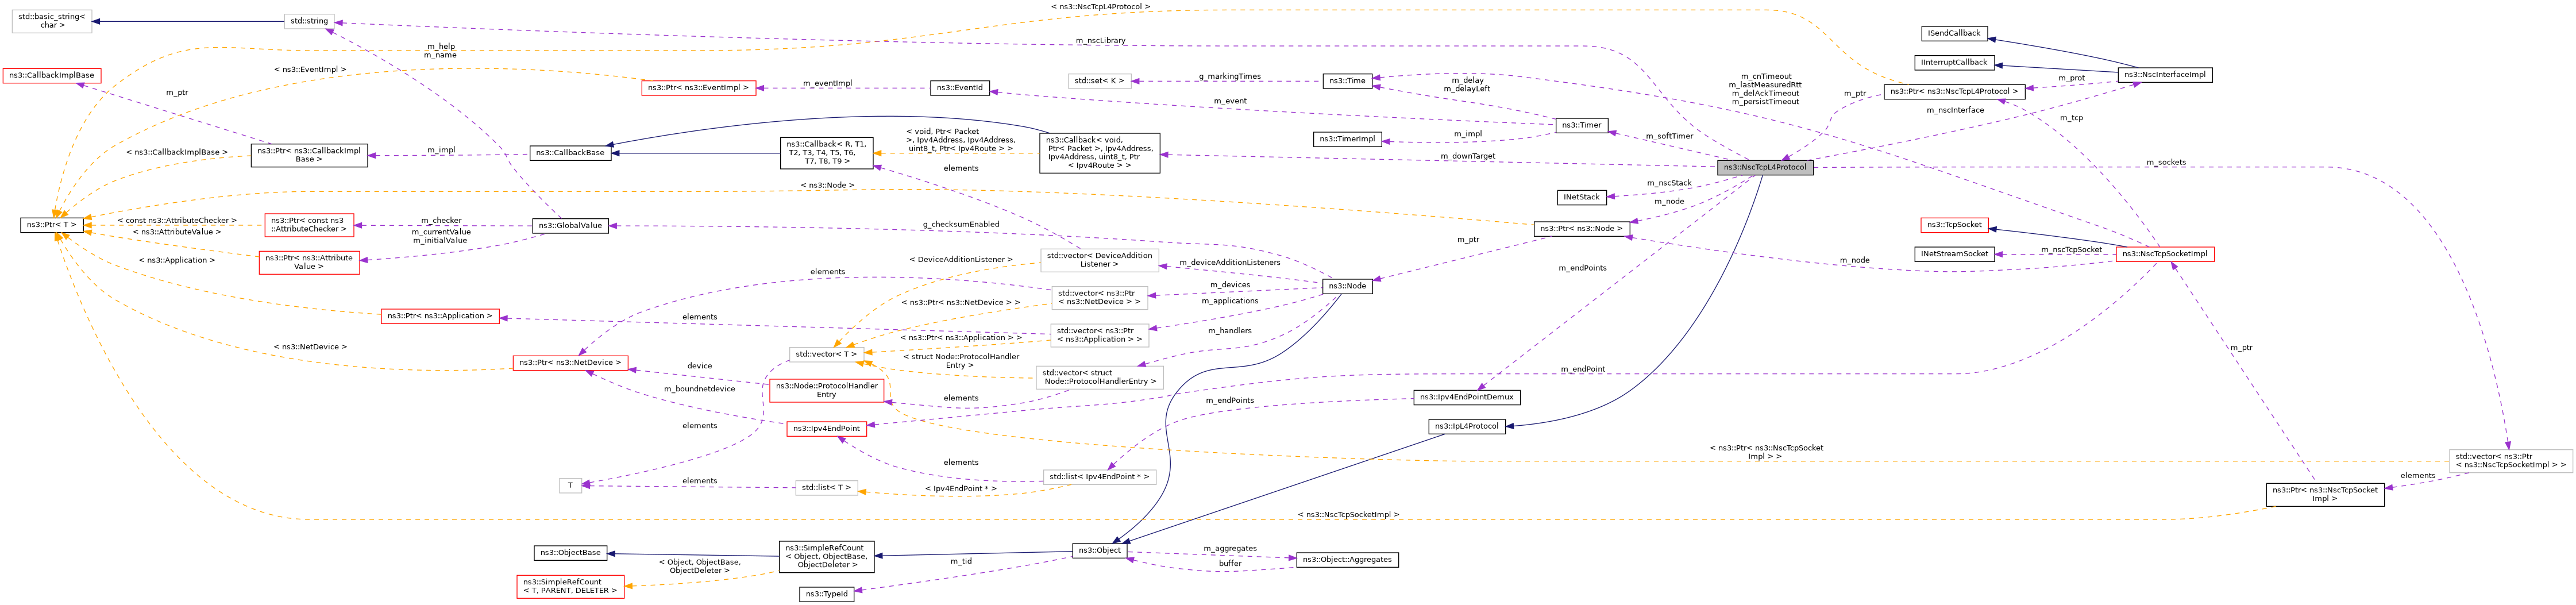 < ns3::NscTcpL4Protocol >
std::basic_string<
char >
std::string
m_nscLibrary
ISendCallback
m_help
m_name
< ns3::EventImpl >
ns3::CallbackImplBase
m_ptr
ns3::Ptr< ns3::EventImpl >
m_eventImpl
ns3::EventId
std::set< K >
g_markingTimes
ns3::Time
m_delay
m_delayLeft
m_event
m_cnTimeout
m_lastMeasuredRtt
m_delAckTimeout
m_persistTimeout
IInterruptCallback
ns3::NscInterfaceImpl
m_prot
ns3::Ptr< ns3::NscTcpL4Protocol >
m_ptr
m_nscInterface
m_tcp
ns3::Timer
ns3::TimerImpl
m_impl
m_softTimer
< ns3::CallbackImplBase >
ns3::Ptr< ns3::CallbackImpl
Base >
m_impl
ns3::CallbackBase
ns3::Callback< R, T1,
T2, T3, T4, T5, T6,
T7, T8, T9 >
< void, Ptr< Packet
>, Ipv4Address, Ipv4Address,
uint8_t, Ptr< Ipv4Route > >
ns3::Callback< void,
Ptr< Packet >, Ipv4Address,
Ipv4Address, uint8_t, Ptr
< Ipv4Route > >
elements
m_downTarget
ns3::NscTcpL4Protocol
m_sockets
< ns3::Node >
m_nscStack
INetStack
m_node
ns3::Ptr< T >
< const ns3::AttributeChecker >
ns3::Ptr< const ns3
::AttributeChecker >
m_checker
ns3::GlobalValue
g_checksumEnabled
m_currentValue
m_initialValue
< ns3::AttributeValue >
ns3::Ptr< ns3::Attribute
Value >
ns3::Ptr< ns3::Node >
m_ptr
ns3::TcpSocket
INetStreamSocket
m_nscTcpSocket
ns3::NscTcpSocketImpl
m_node
< ns3::Application >
< DeviceAdditionListener >
std::vector< DeviceAddition
Listener >
m_deviceAdditionListeners
m_endPoints
elements
std::vector< ns3::Ptr
< ns3::NetDevice > >
m_devices
ns3::Node
< ns3::Ptr< ns3::NetDevice > >
m_applications
ns3::Ptr< ns3::Application >
elements
std::vector< ns3::Ptr
< ns3::Application > >
m_handlers
< ns3::Ptr< ns3::Application > >
< ns3::NetDevice >
std::vector< T >
< struct Node::ProtocolHandler
Entry >
m_ptr
ns3::Ptr< ns3::NetDevice >
device
std::vector< struct
Node::ProtocolHandlerEntry >
m_endPoint
m_boundnetdevice
ns3::Node::ProtocolHandler
Entry
elements
m_endPoints
ns3::Ipv4EndPointDemux
elements
ns3::Ipv4EndPoint
ns3::IpL4Protocol
< ns3::Ptr< ns3::NscTcpSocket
Impl > >
std::vector< ns3::Ptr
< ns3::NscTcpSocketImpl > >
elements
elements
std::list< Ipv4EndPoint * >
T
elements
std::list< T >
< Ipv4EndPoint * >
ns3::Ptr< ns3::NscTcpSocket
Impl >
< ns3::NscTcpSocketImpl >
ns3::ObjectBase
ns3::SimpleRefCount
< Object, ObjectBase,
ObjectDeleter >
ns3::Object
m_aggregates
buffer
ns3::Object::Aggregates
< Object, ObjectBase,
ObjectDeleter >
m_tid
ns3::SimpleRefCount
< T, PARENT, DELETER >
ns3::TypeId